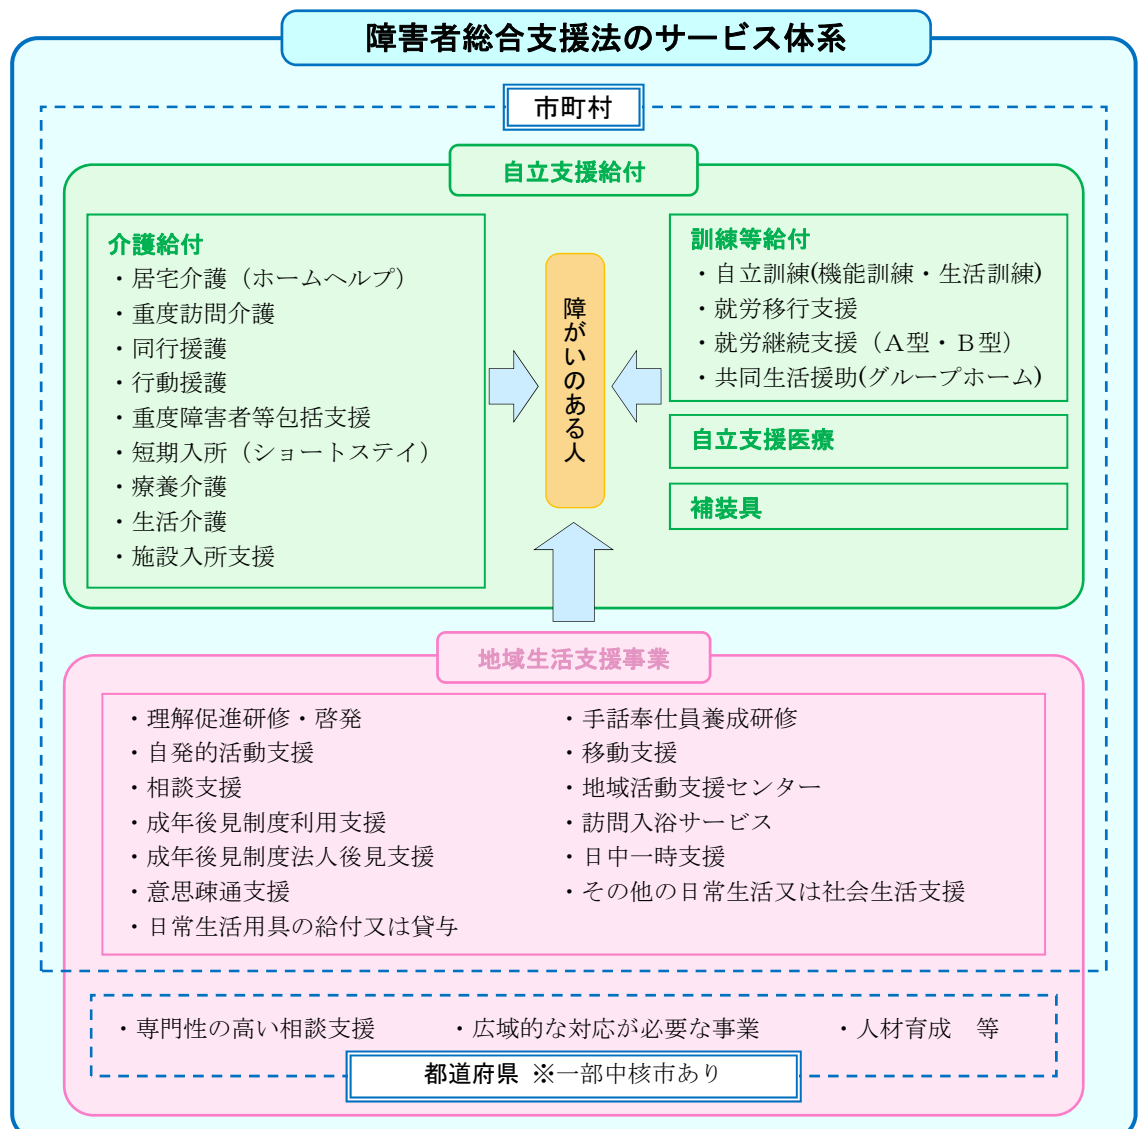 障害者総合支援法のサービス体系
市町村
自立支援給付
介護給付
・居宅介護（ホームヘルプ）
・重度訪問介護
・同行援護
・行動援護
・重度障害者等包括支援
・短期入所（ショートステイ）
・療養介護
・生活介護
・施設入所支援
障がいのある人
訓練等給付
・自立訓練(機能訓練・生活訓練)
・就労移行支援
・就労継続支援（Ａ型・Ｂ型）
・共同生活援助(グループホーム)
自立支援医療
補装具
地域生活支援事業
・理解促進研修・啓発
・自発的活動支援
・相談支援
・成年後見制度利用支援
・成年後見制度法人後見支援
・意思疎通支援
・日常生活用具の給付又は貸与
・手話奉仕員養成研修
・移動支援
・地域活動支援センター
・訪問入浴サービス
・日中一時支援
・その他の日常生活又は社会生活支援
・専門性の高い相談支援　・広域的な対応が必要な事業　・人材育成　等
都道府県 ※一部中核市あり